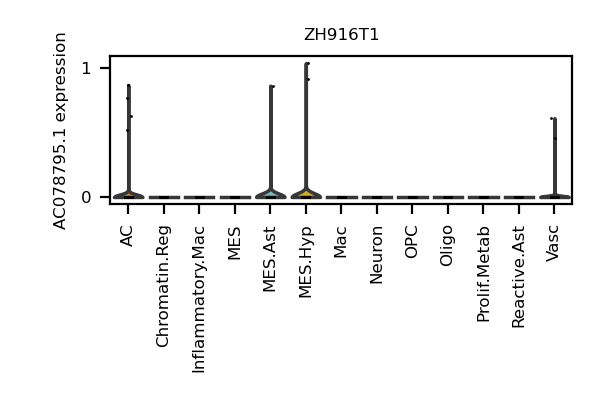 ZH916T1
AC078795.1 expression
1
0
AC
Chromatin.Reg
Inflammatory.Mac
MES
MES.Ast
MES.Hyp
Mac
Neuron
OPC
Oligo
Prolif.Metab
Reactive.Ast
Vasc